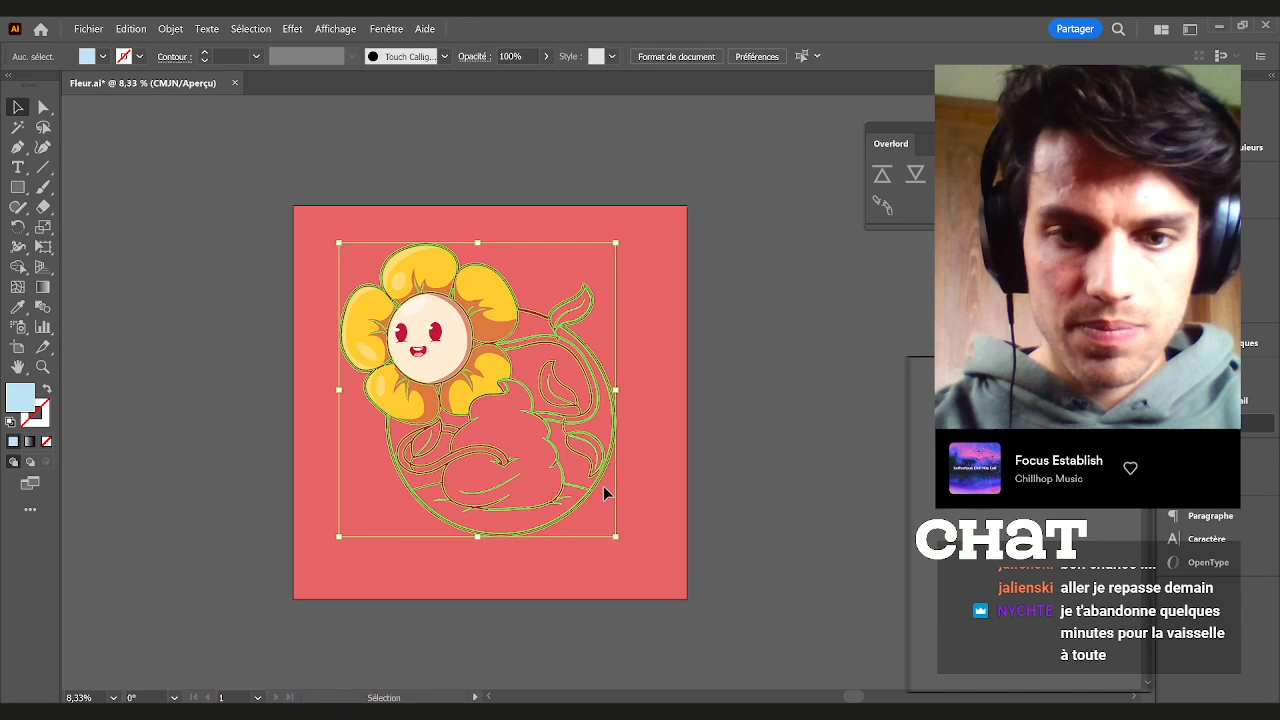 Ai Fichier Edition Objet Texte Sélection Effet Affichage Fenêtre Aide Partager
Auc. sélect. Contour : Touch Callig... Opacité : 100% Style : Format de document Préférences
Fleur.ai* @ 8,33 % (CMJN/Aperçu)
Overlord
Focus Establish
Chillhop Music
Paragraphe
Caractère
OpenType
CHAT
jalienski aller je repasse demain
NYCHTE je t'abandonne quelques
minutes pour la vaisselle
à toute
8,33% 0° 1 Sélection